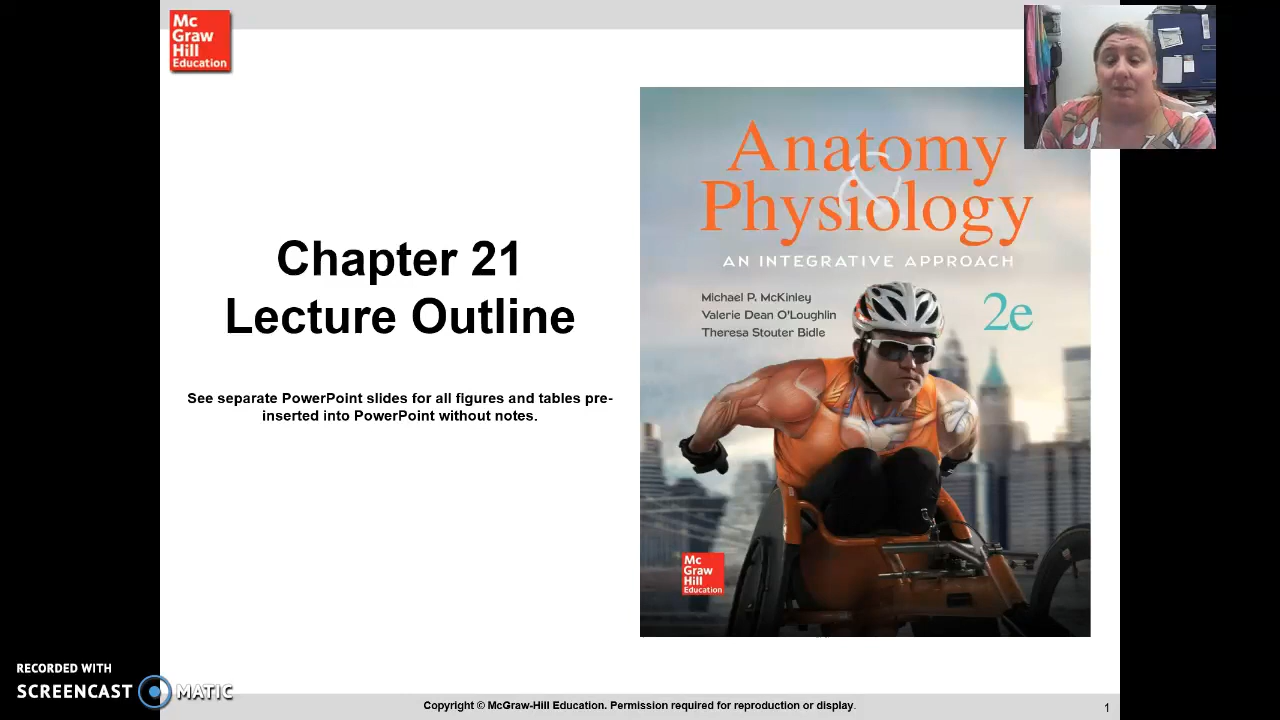 Mc
Graw
Hill
Education
Anatomy
&
Physiology
AN INTEGRATIVE APPROACH
Michael P. McKinley
Valerie Dean O'Loughlin
Theresa Stouter Bidle
2e
Mc
Graw
Hill
Education
Chapter 21
Lecture Outline
See separate PowerPoint slides for all figures and tables pre-
inserted into PowerPoint without notes.
RECORDED WITH
SCREENCAST MATIC
Copyright © McGraw-Hill Education. Permission required for reproduction or display.
1